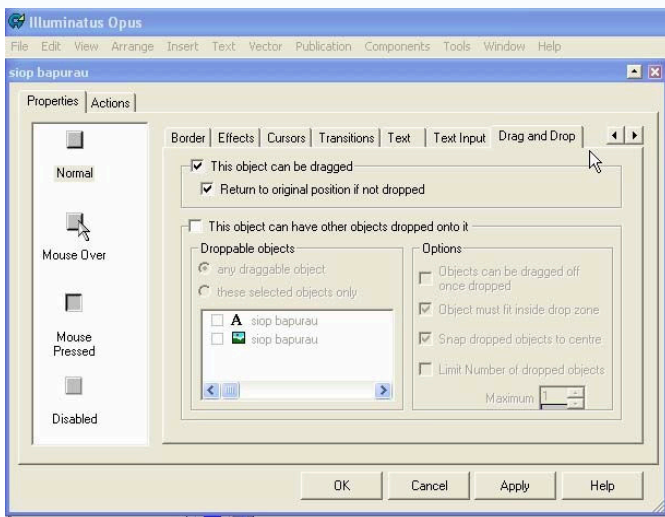 Illuminatus Opus
File Edit View Arrange Insert Text Vector Publication Components Tools Window Help
siop bapurau
Properties Actions
Border Effects Cursors Transitions Text Text Input Drag and Drop
Normal
Mouse Over
Mouse
Pressed
Disabled
This object can be dragged
Return to original position if not dropped
This object can have other objects dropped onto it
Droppable objects
any draggable object
these selected objects only
A siop bapurau
siop bapurau
Options
Objects can be dragged off
once dropped
Object must fit inside drop zone
Snap dropped objects to centre
Limit Number of dropped objects
Maximum 1
OK Cancel Apply Help